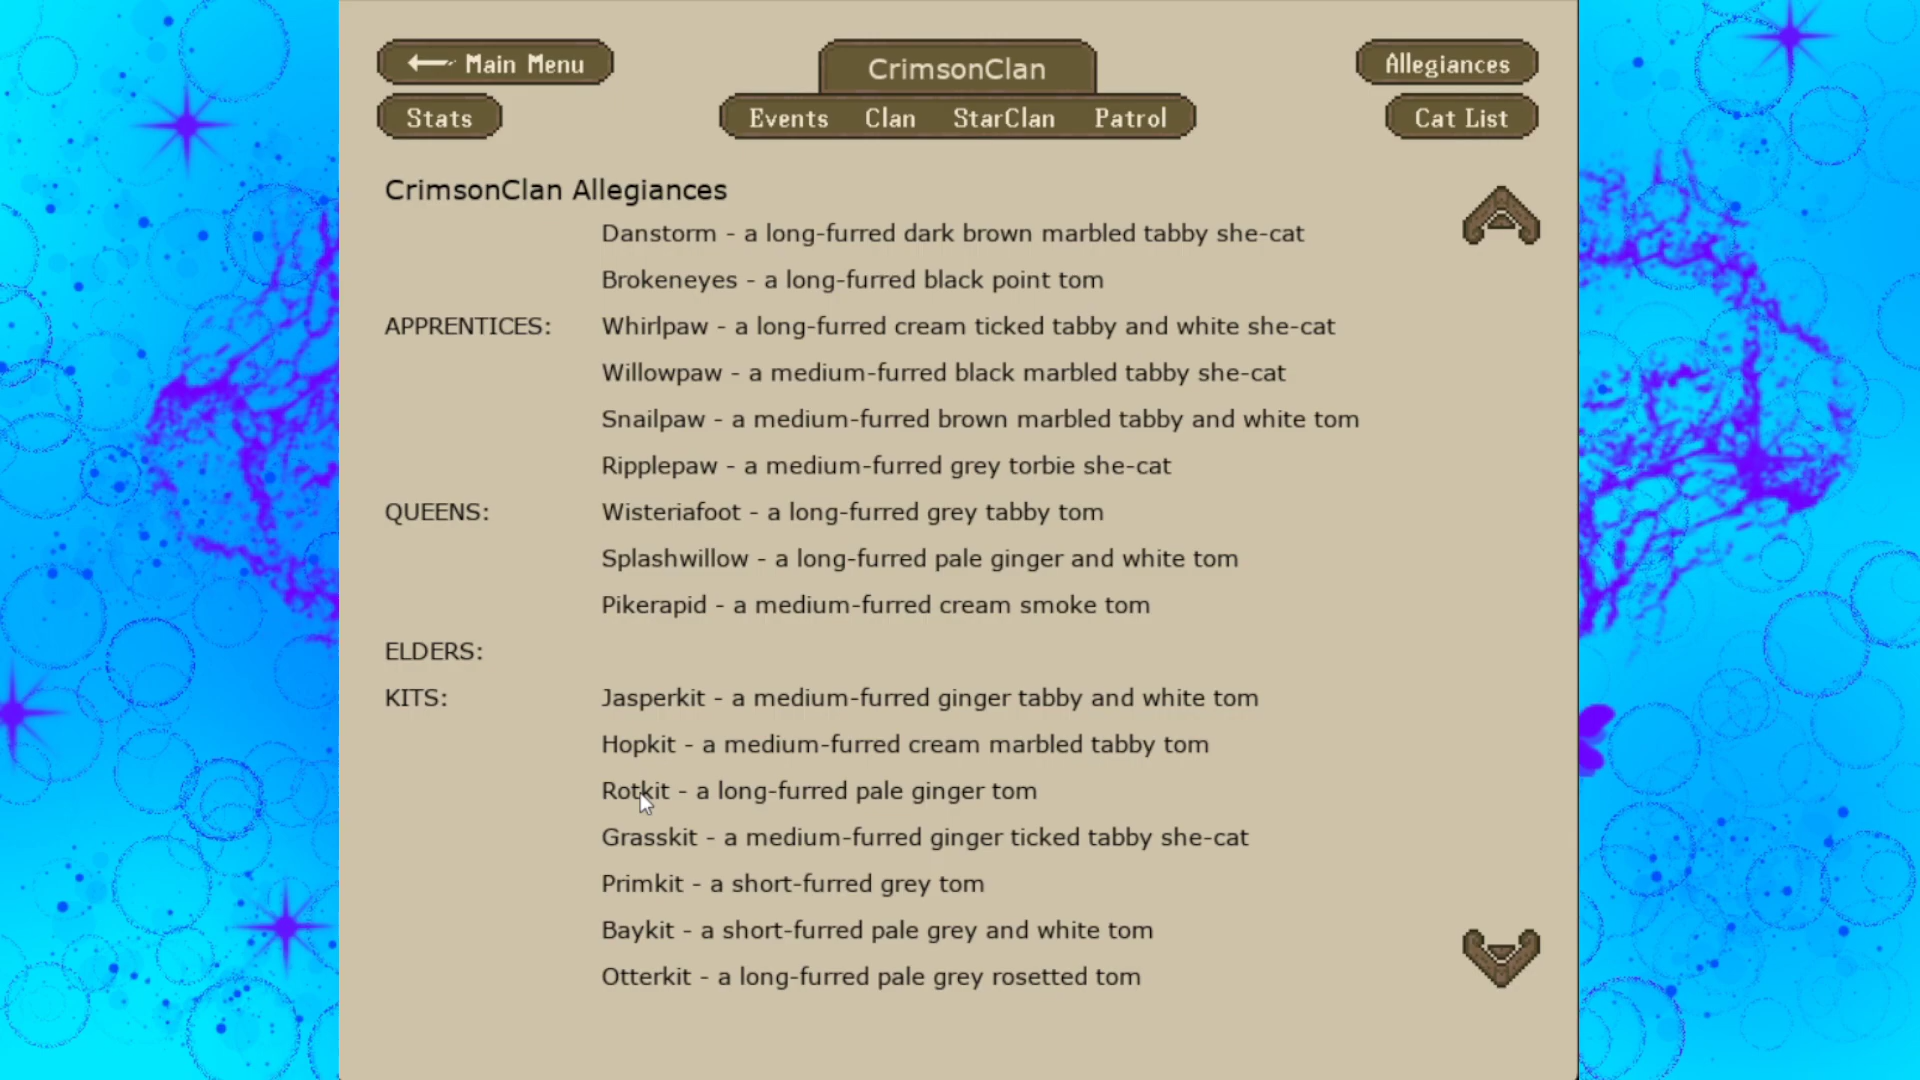 Main Menu
CrimsonClan
Allegiances
Stats
Events Clan StarClan Patrol
Cat List
CrimsonClan Allegiances
Danstorm - a long-furred dark brown marbled tabby she-cat
Brokeneyes - a long-furred black point tom
APPRENTICES: Whirlpaw - a long-furred cream ticked tabby and white she-cat
Willowpaw - a medium-furred black marbled tabby she-cat
Snailpaw - a medium-furred brown marbled tabby and white tom
Ripplepaw - a medium-furred grey torbie she-cat
QUEENS: Wisteriafoot - a long-furred grey tabby tom
Splashwillow - a long-furred pale ginger and white tom
Pikerapid - a medium-furred cream smoke tom
ELDERS:
KITS: Jasperkit - a medium-furred ginger tabby and white tom
Hopkit - a medium-furred cream marbled tabby tom
Rotkit - a long-furred pale ginger tom
Grasskit - a medium-furred ginger ticked tabby she-cat
Primkit - a short-furred grey tom
Baykit - a short-furred pale grey and white tom
Otterkit - a long-furred pale grey rosetted tom